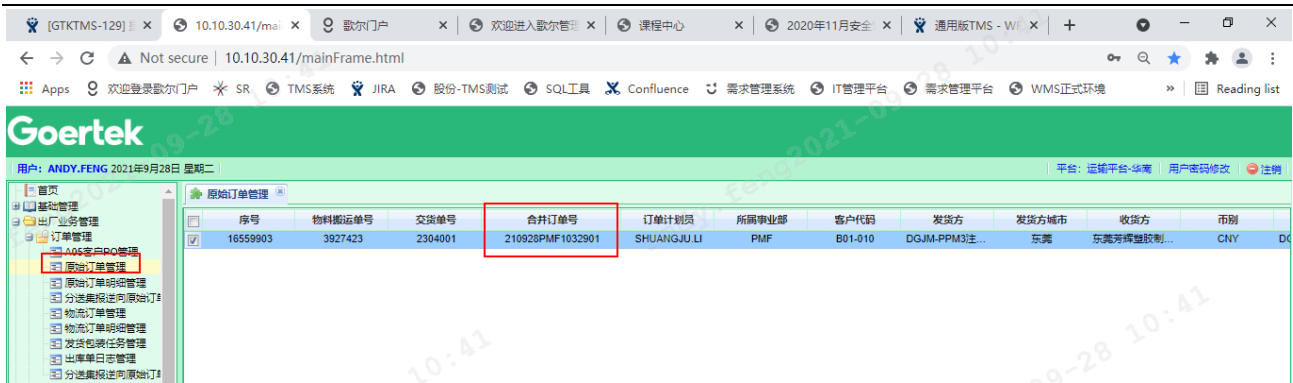 [GTKTMS-129]
10.10.30.41/mai
歌尔门户
欢迎进入歌尔管理
课程中心
2020年11月安全
通用版TMS - W
Not secure | 10.10.30.41/mainFrame.html
Apps 欢迎登录歌尔门户 SR TMS系统 JIRA 股份-TMS测试 SQL工具 Confluence 需求管理系统 IT管理平台 需求管理平台 WMS正式环境 » Reading list
Goertek
用户: ANDY.FENG 2021年9月28日 星期二 平台: 运输平台-华南 用户密码修改 注销
首页
基础管理
出厂业务管理
订单管理
A05客户PO管理
原始订单管理
原始订单明细管理
分送集报逆向原始订单
物流订单管理
物流订单明细管理
发货包装任务管理
出库单日志管理
分送集报逆向原始订单
原始订单管理
序号 物料搬运单号 交货单号 合并订单号 订单计划员 所属事业部 客户代码 发货方 发货方城市 收货方 币别
16559903 3927423 2304001 210928PMF1032901 SHUANGJU.LI PMF B01-010 DGJM-PPM3注... 东莞 东莞芳辉塑胶制... CNY DG